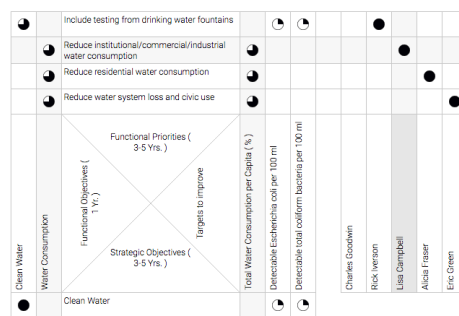 Include testing from drinking water fountains
Reduce institutional/commercial/industrial
water consumption
Reduce residential water consumption
Reduce water system loss and civic use
Clean Water
Water Consumption
Functional Objectives (
1 Yr. )
Functional Priorities (
3-5 Yrs. )
Strategic Objectives (
3-5 Yrs. )
Targets to improve
Total Water Consumption per Capita ( % )
Detectable Escherichia coli per 100 ml
Detectable total coliform bacteria per 100 ml
Charles Goodwin
Rick Iverson
Lisa Campbell
Alicia Fraser
Eric Green
Clean Water